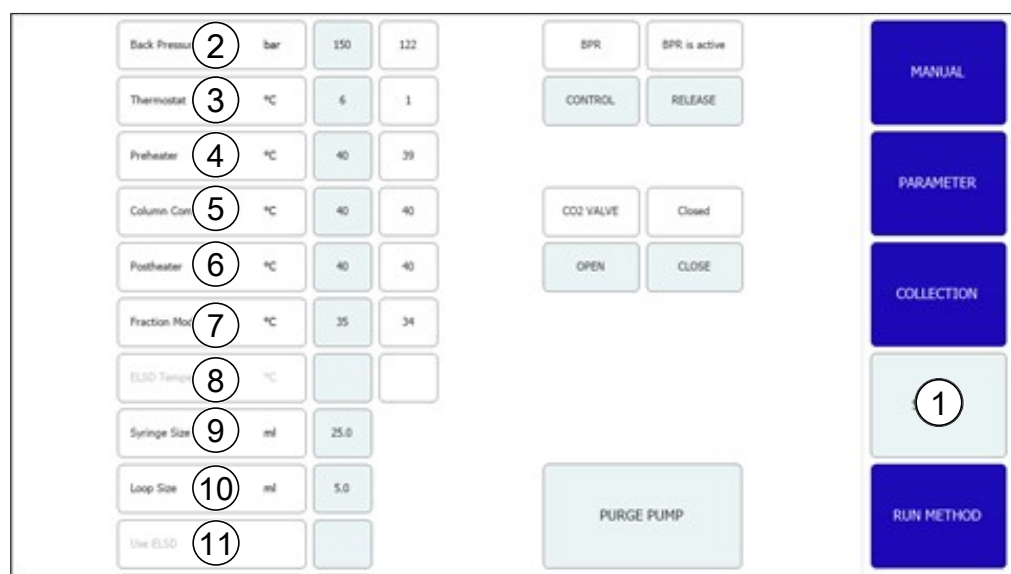 Back Pressu 2 bar 150 122 BPR BPR is active
MANUAL
Thermostat 3 °C 6 1 CONTROL RELEASE
Preheater 4 °C 40 39
PARAMETER
Column Com 5 °C 40 40 CO2 VALVE Closed
Postheater 6 °C 40 40 OPEN CLOSE
COLLECTION
Fraction Mod 7 °C 35 34
ELSD Tempe 8 °C
1
Syringe Size 9 ml 25.0
Loop Size 10 ml 5.0
PURGE PUMP
RUN METHOD
Use ELSD 11